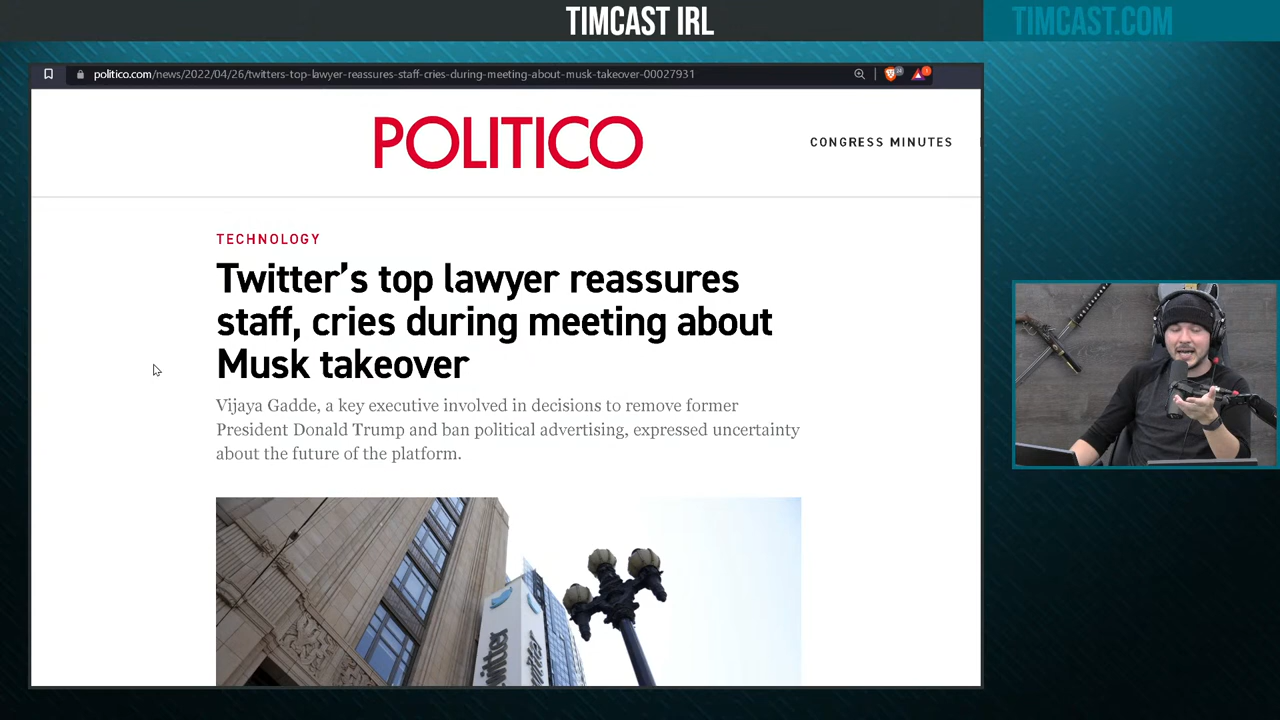 TIMCAST IRL
TIMCAST.COM
politico.com/news/2022/04/26/twitters-top-lawyer-reassures-staff-cries-during-meeting-about-musk-takeover-00027931
POLITICO
CONGRESS MINUTES
TECHNOLOGY
Twitter’s top lawyer reassures
staff, cries during meeting about
Musk takeover
Vijaya Gadde, a key executive involved in decisions to remove former
President Donald Trump and ban political advertising, expressed uncertainty
about the future of the platform.
twitter
twitter